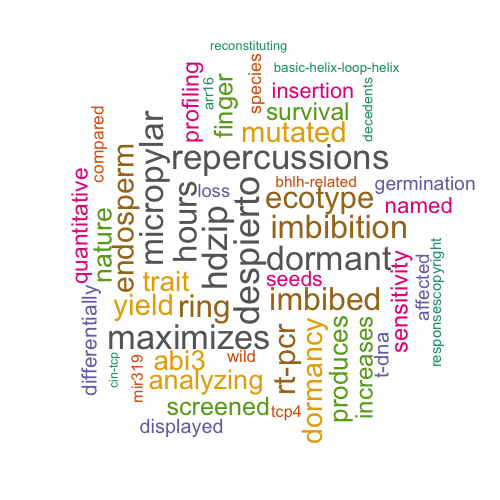 reconstituting
basic-helix-loop-helix
profiling
arr16
finger
species
insertion
survival
decedents
compared
micropylar
mutated
repercussions
quantitative
nature
endosperm
hours
loss
bhlh-related
germination
hdzip
despierto
ecotype
named
imbibition
dormant
sensitivity
affected
responsescopyright
differentially
trait
seeds
yield
ring
imbibed
maximizes
rt-pcr
dormancy
produces
increases
t-dna
cin-tcp
mir319
abi3
wild
analyzing
screened
tcp4
displayed